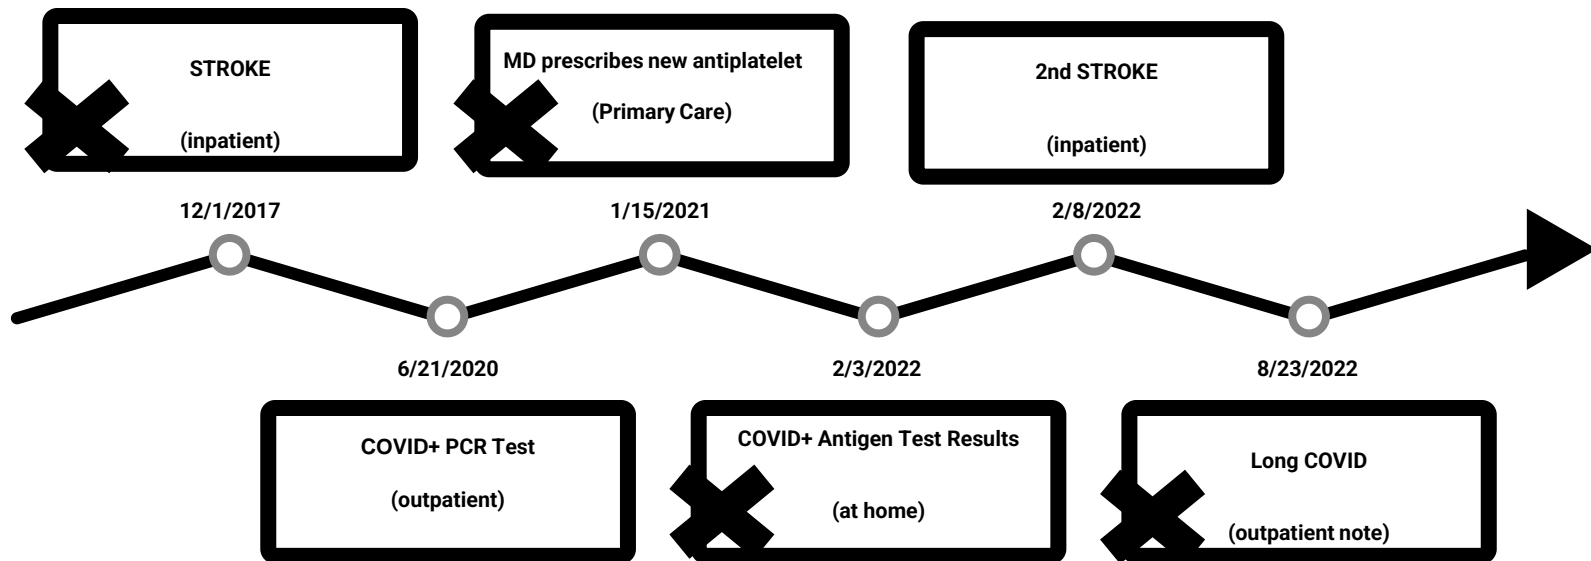 STROKE
(inpatient)
12/1/2017
MD prescribes new antiplatelet
(Primary Care)
1/15/2021
2nd STROKE
(inpatient)
2/8/2022
6/21/2020
COVID+ PCR Test
(outpatient)
2/3/2022
COVID+ Antigen Test Results
(at home)
8/23/2022
Long COVID
(outpatient note)